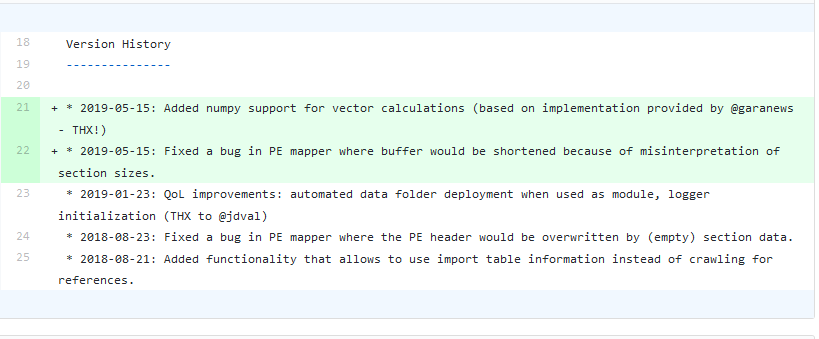 18 Version History
19 ---------------
20
21 + * 2019-05-15: Added numpy support for vector calculations (based on implementation provided by @garanews
- THX!)
22 + * 2019-05-15: Fixed a bug in PE mapper where buffer would be shortened because of misinterpretation of
section sizes.
23 * 2019-01-23: QoL improvements: automated data folder deployment when used as module, logger
initialization (THX to @jdval)
24 * 2018-08-23: Fixed a bug in PE mapper where the PE header would be overwritten by (empty) section data.
25 * 2018-08-21: Added functionality that allows to use import table information instead of crawling for
references.